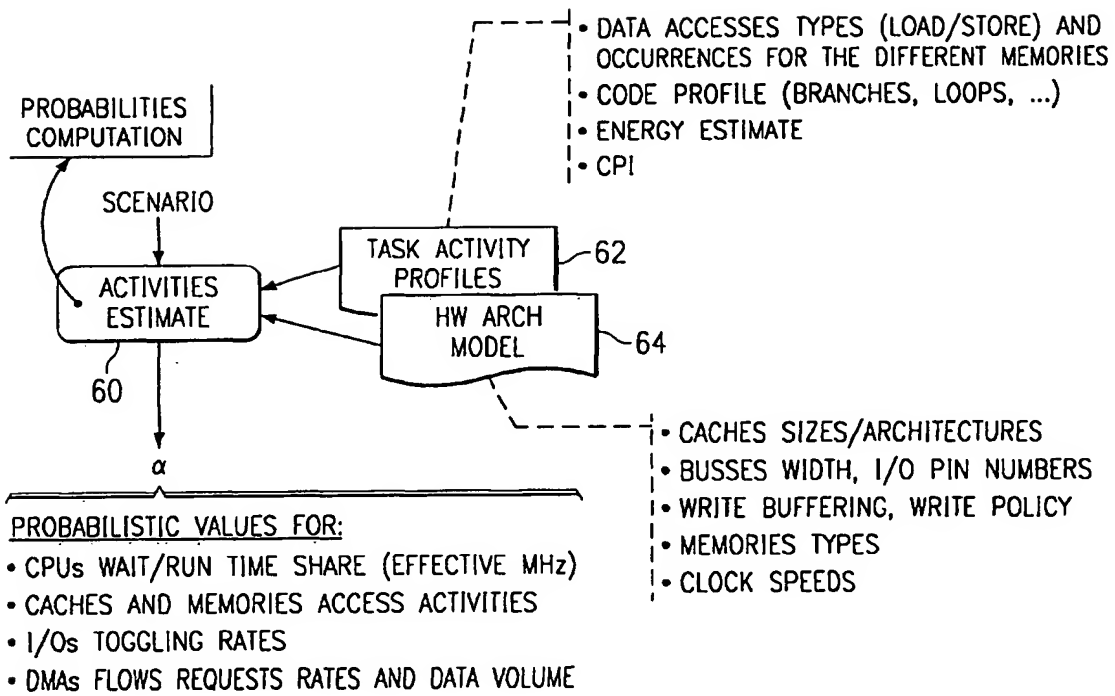 • DATA ACCESSES TYPES (LOAD/STORE) AND
OCCURRENCES FOR THE DIFFERENT MEMORIES
• CODE PROFILE (BRANCHES, LOOPS, ...)
• ENERGY ESTIMATE
• CPI
PROBABILITIES
COMPUTATION
SCENARIO
TASK ACTIVITY
PROFILES
62
ACTIVITIES
ESTIMATE
HW ARCH
MODEL
64
60
α
• CACHES SIZES/ARCHITECTURES
• BUSSES WIDTH, I/O PIN NUMBERS
• WRITE BUFFERING, WRITE POLICY
• MEMORIES TYPES
• CLOCK SPEEDS
PROBABILISTIC VALUES FOR:
• CPUs WAIT/RUN TIME SHARE (EFFECTIVE MHz)
• CACHES AND MEMORIES ACCESS ACTIVITIES
• I/Os TOGGLING RATES
• DMAs FLOWS REQUESTS RATES AND DATA VOLUME